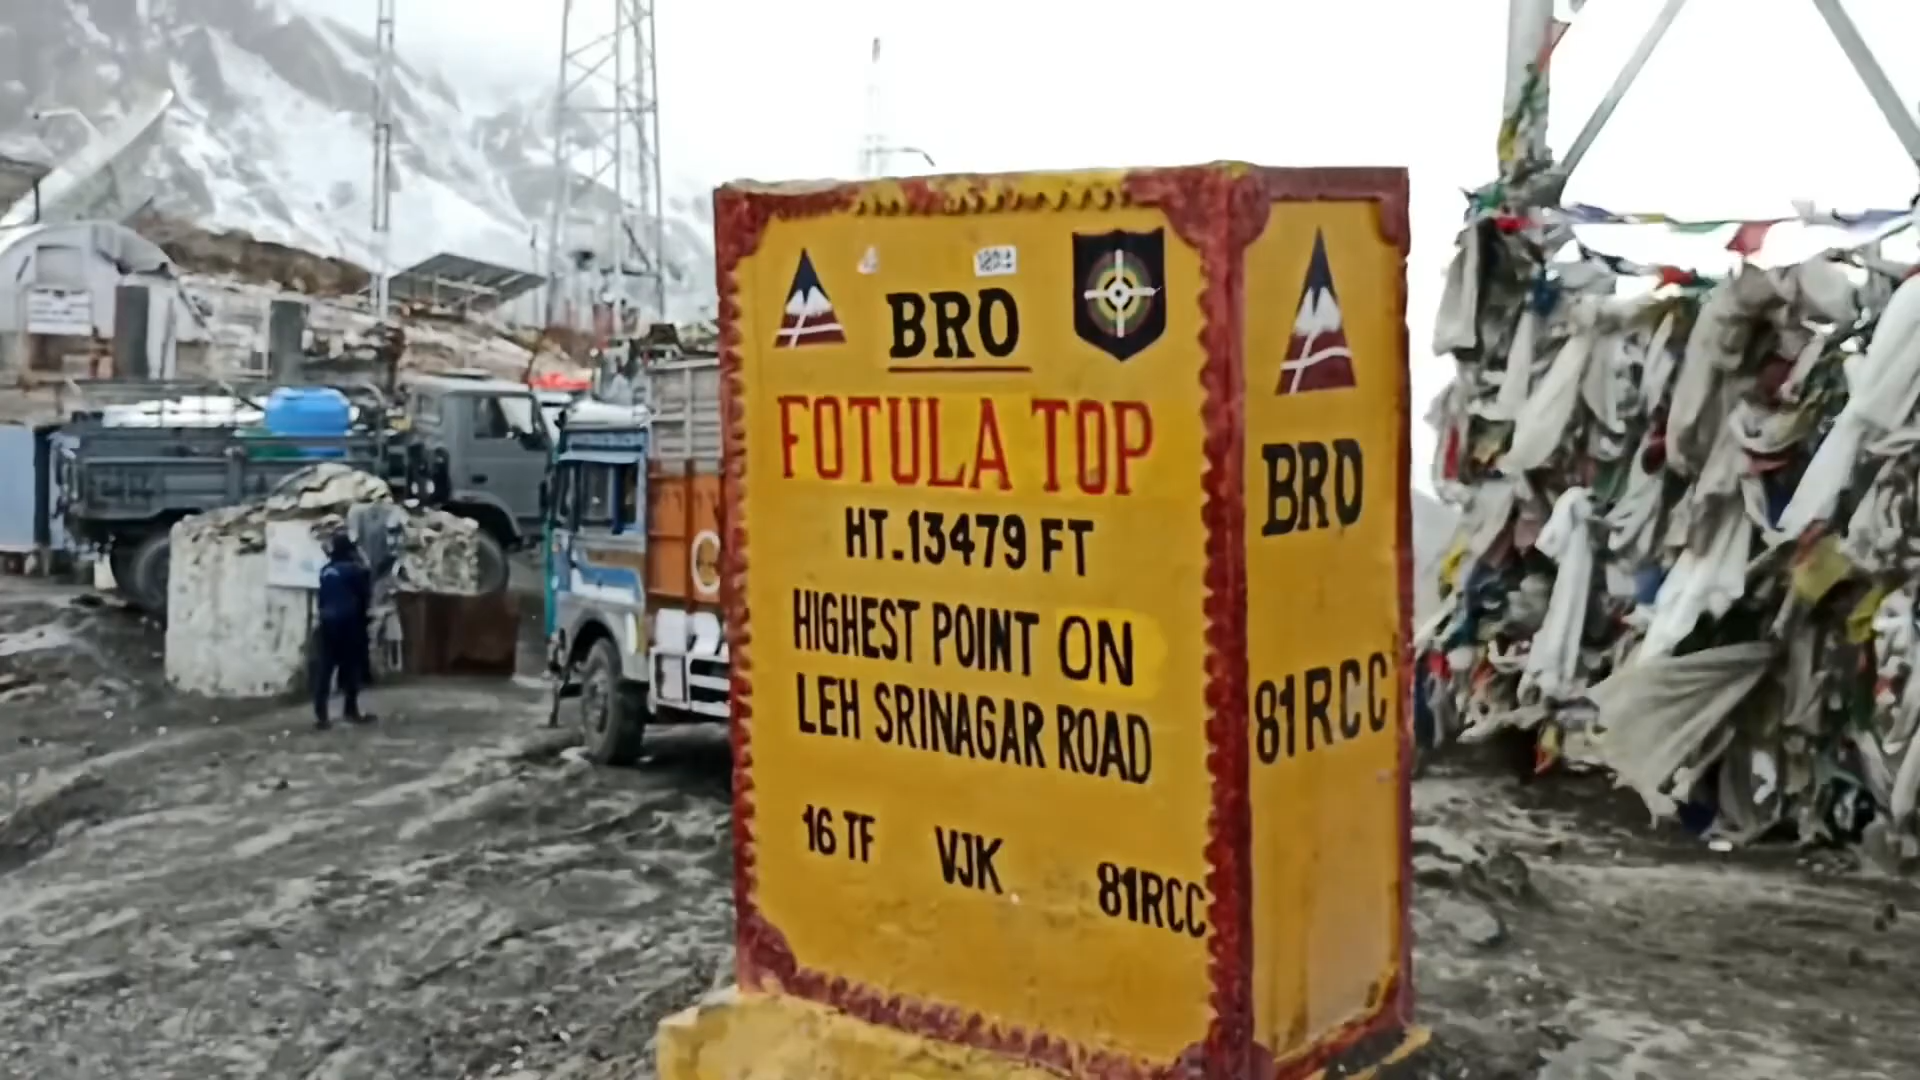 BRO
FOTULA TOP
HT.13479 FT
HIGHEST POINT ON
LEH SRINAGAR ROAD
16 TF VJK 81RCC
BRO
81RCC